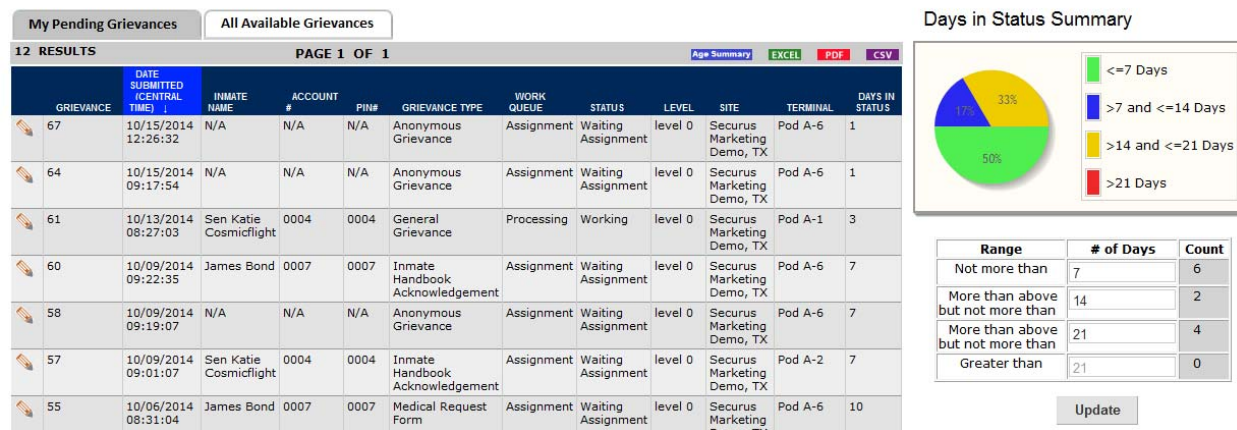 My Pending Grievances All Available Grievances
12 RESULTS PAGE 1 OF 1 Age Summary EXCEL PDF CSV
GRIEVANCE DATE SUBMITTED (CENTRAL TIME) ↓ INMATE NAME ACCOUNT # PIN# GRIEVANCE TYPE WORK QUEUE STATUS LEVEL SITE TERMINAL DAYS IN STATUS
67 10/15/2014 N/A N/A N/A Anonymous Assignment Waiting level 0 Securus Pod A-6 1
12:26:32 Grievance Assignment Marketing
Demo, TX
64 10/15/2014 N/A N/A N/A Anonymous Assignment Waiting level 0 Securus Pod A-6 1
09:17:54 Grievance Assignment Marketing
Demo, TX
61 10/13/2014 Sen Katie 0004 0004 General Processing Working level 0 Securus Pod A-1 3
08:27:03 Cosmicflight Grievance Marketing
Demo, TX
60 10/09/2014 James Bond 0007 0007 Inmate Assignment Waiting level 0 Securus Pod A-6 7
09:22:35 Handbook Assignment Marketing
Acknowledgement Demo, TX
58 10/09/2014 N/A N/A N/A Anonymous Assignment Waiting level 0 Securus Pod A-6 7
09:19:07 Grievance Assignment Marketing
Demo, TX
57 10/09/2014 Sen Katie 0004 0004 Inmate Assignment Waiting level 0 Securus Pod A-2 7
09:01:07 Cosmicflight Handbook Assignment Marketing
Acknowledgement Demo, TX
55 10/06/2014 James Bond 0007 0007 Medical Request Assignment Waiting level 0 Securus Pod A-6 10
08:31:04 Form Assignment Marketing
Days in Status Summary
33%
17%
50%
<=7 Days
>7 and <=14 Days
>14 and <=21 Days
>21 Days
Range # of Days Count
Not more than 7 6
More than above 14 2
but not more than
More than above 21 4
but not more than
Greater than 21 0
Update